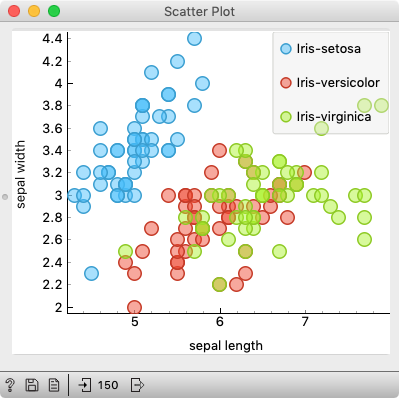 Scatter Plot
Iris-setosa
Iris-versicolor
Iris-virginica
4.4
4.2
4
3.8
3.6
3.4
3.2
3
2.8
2.6
2.4
2.2
2
sepal width
5
6
7
sepal length
? 150